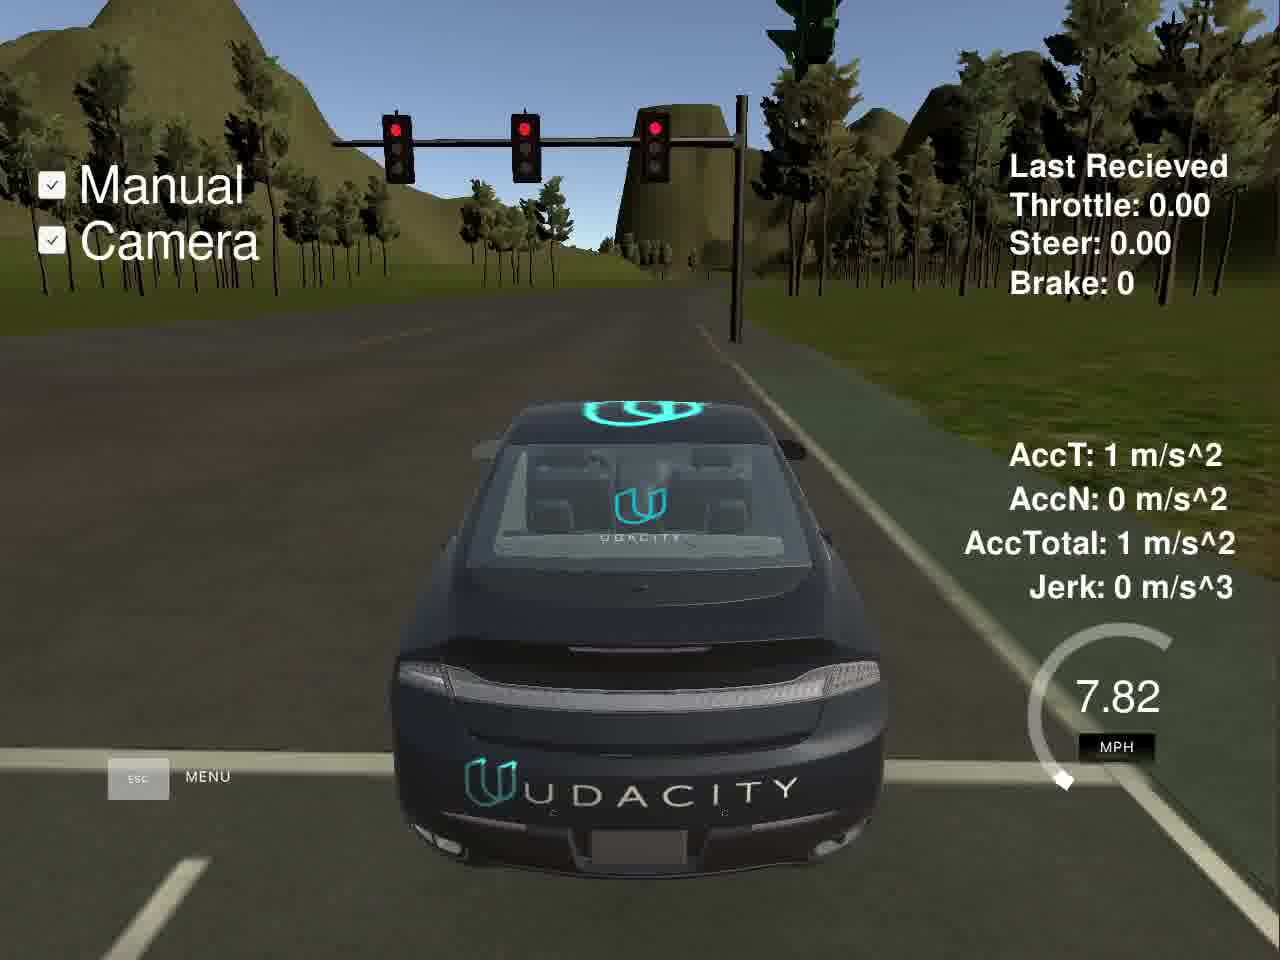 Manual
Camera
Last Recieved
Throttle: 0.00
Steer: 0.00
Brake: 0
AccT: 1 m/s^2
AccN: 0 m/s^2
AccTotal: 1 m/s^2
Jerk: 0 m/s^3
UDACITY
7.82
MPH
ESC MENU
UDACITY